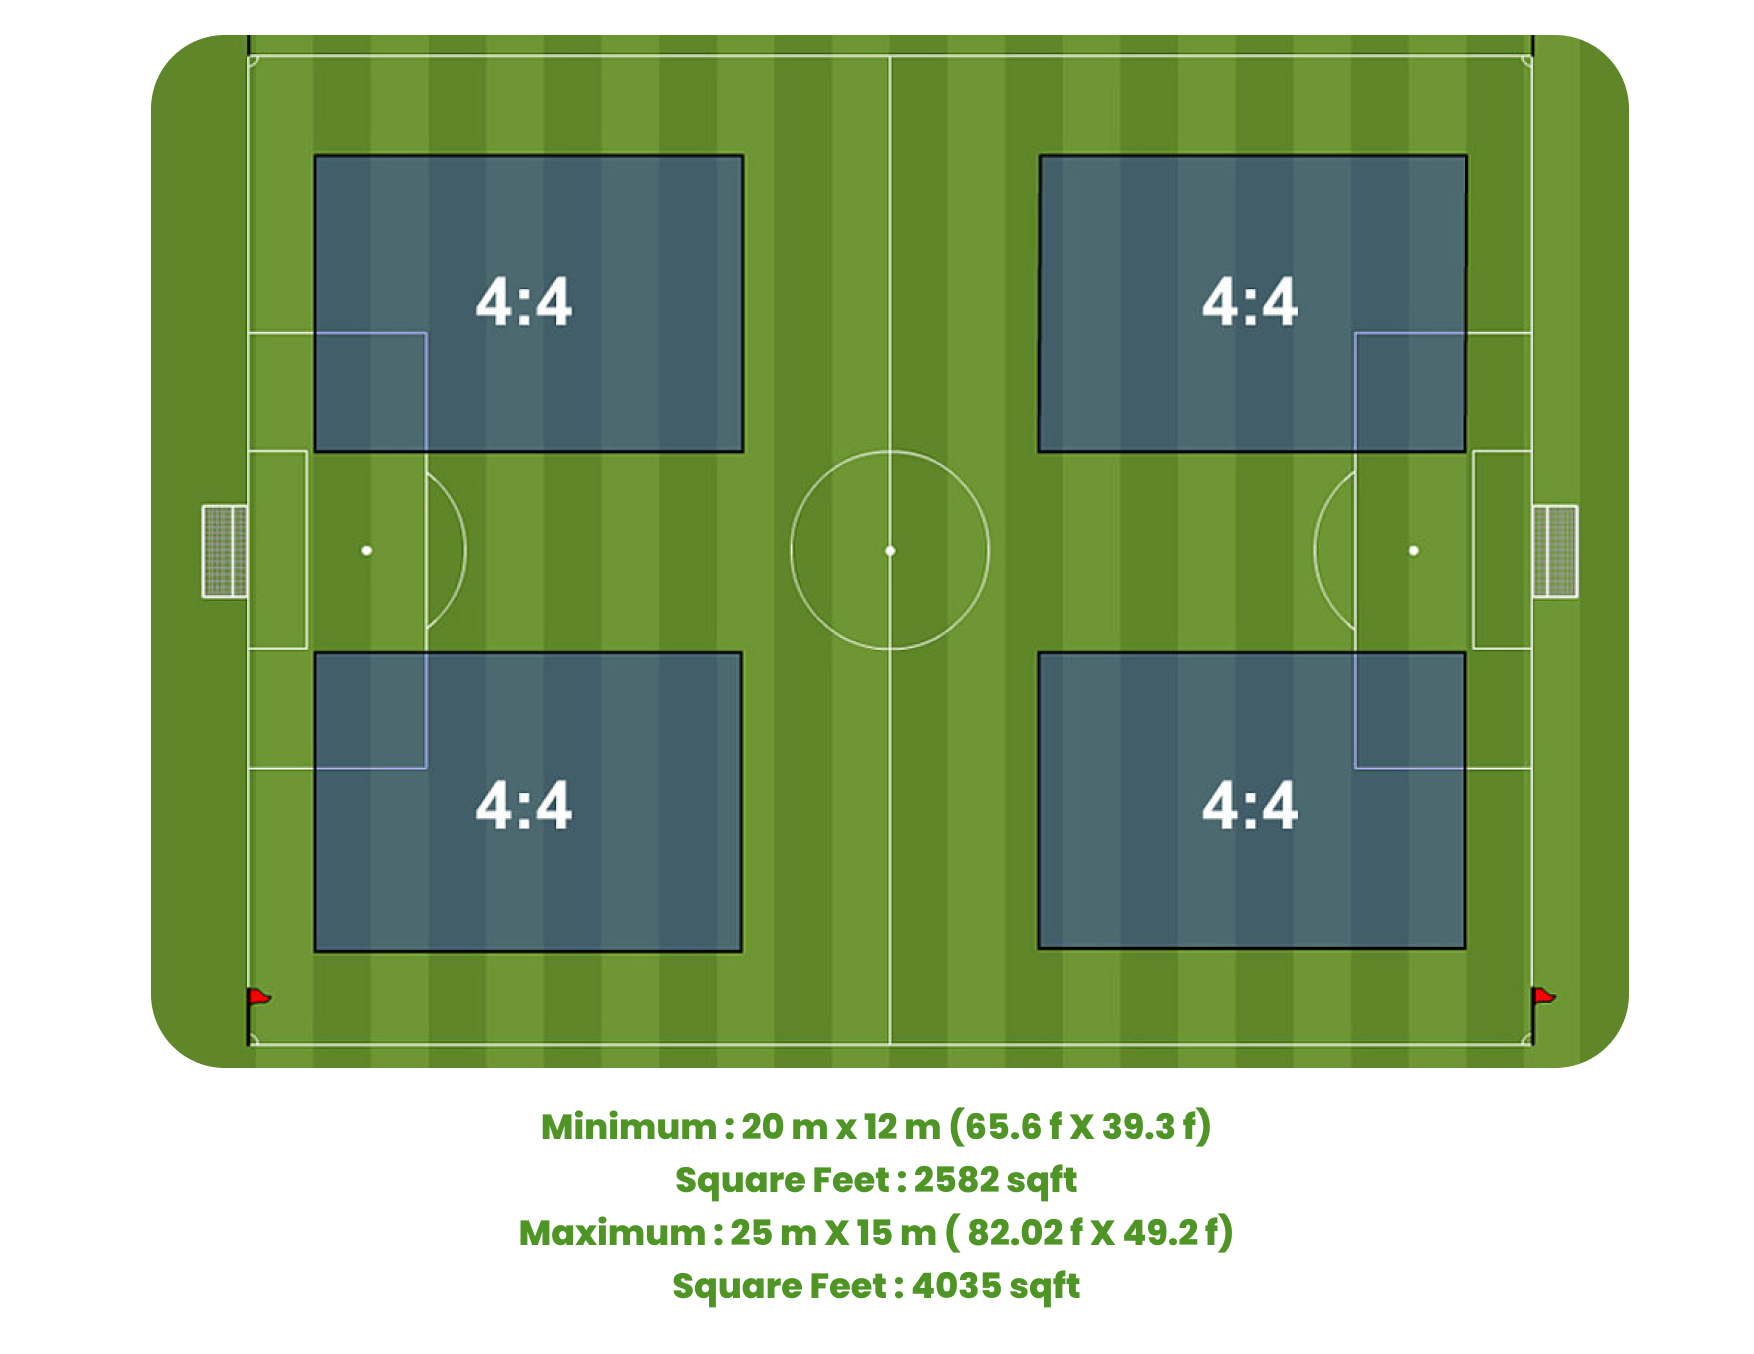 4:4 4:4
4:4 4:4
Minimum : 20 m x 12 m (65.6 f X 39.3 f)
Square Feet : 2582 sqft
Maximum : 25 m X 15 m ( 82.02 f X 49.2 f)
Square Feet : 4035 sqft